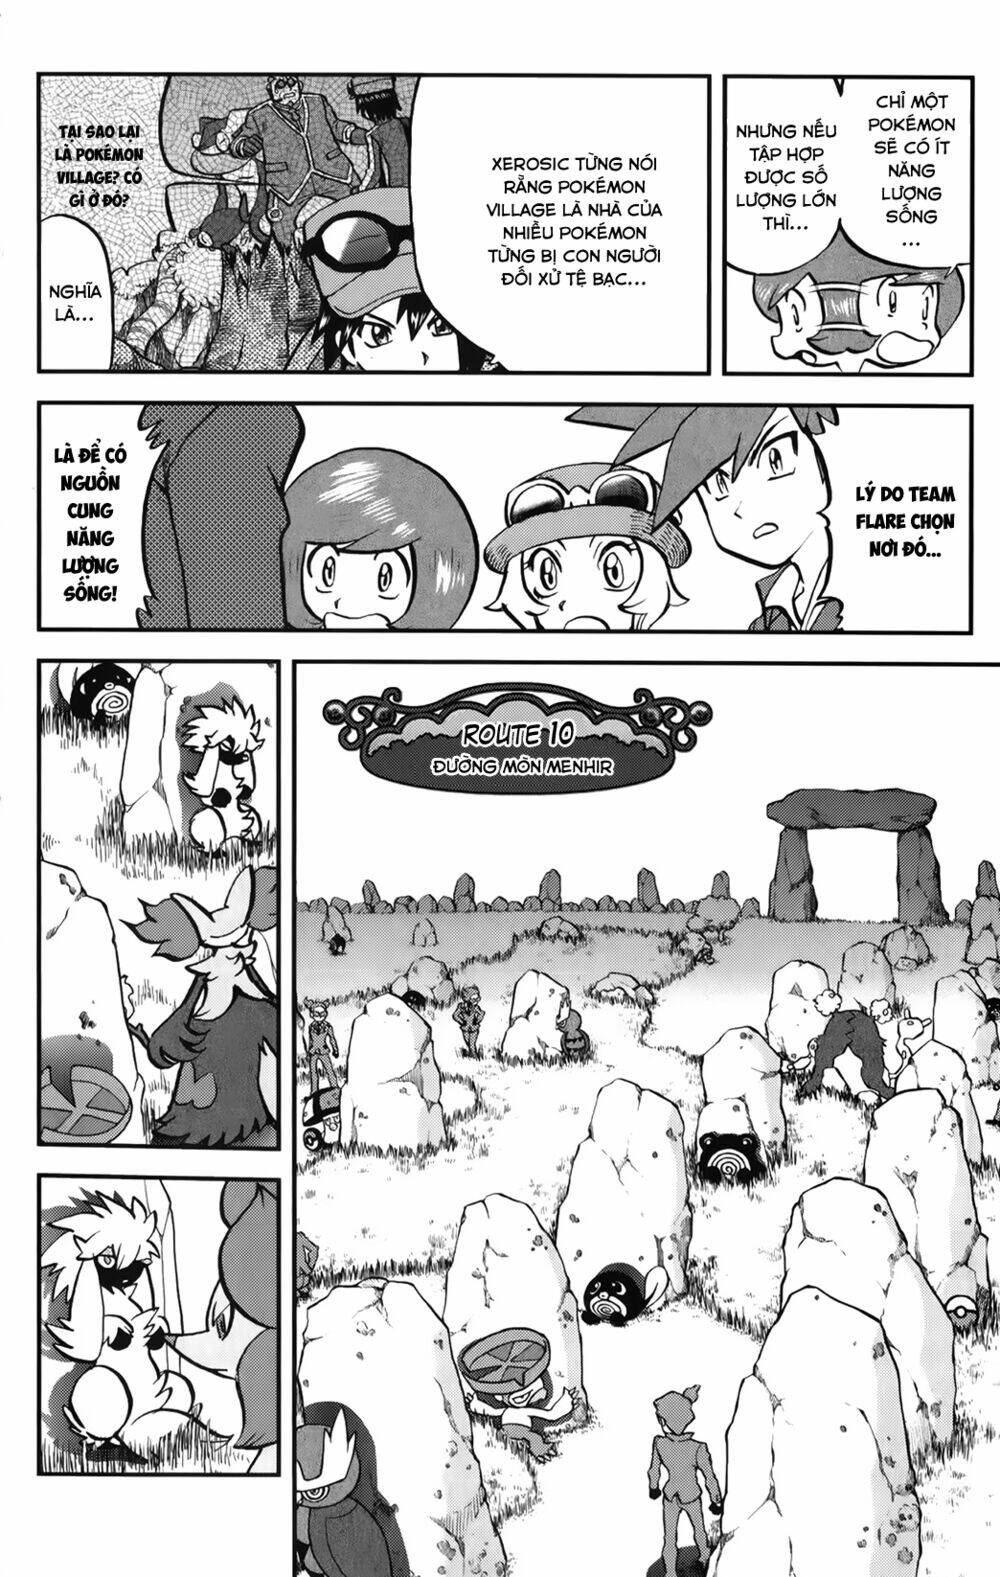 CHỈ MỘT
POKÉMON
SẼ CÓ ÍT
NĂNG
LƯỢNG
SỐNG
...
NHƯNG NẾU
TẬP HỢP
ĐƯỢC SỐ
LƯỢNG LỚN
THÌ...
XEROSIC TỪNG NÓI
RẰNG POKÉMON
VILLAGE LÀ NHÀ CỦA
NHIỀU POKÉMON
TỪNG BỊ CON NGƯỜI
ĐỐI XỬ TỆ BẠC...
TẠI SAO LẠI
LÀ POKÉMON
VILLAGE? CÓ
GÌ Ở ĐÓ?
NGHĨA
LÀ...
LÝ DO TEAM
FLARE CHỌN
NƠI ĐÓ...
LÀ ĐỂ CÓ
NGUỒN
CUNG
NĂNG
LƯỢNG
SỐNG!
ROUTE 10
ĐƯỜNG MÒN MENHIR